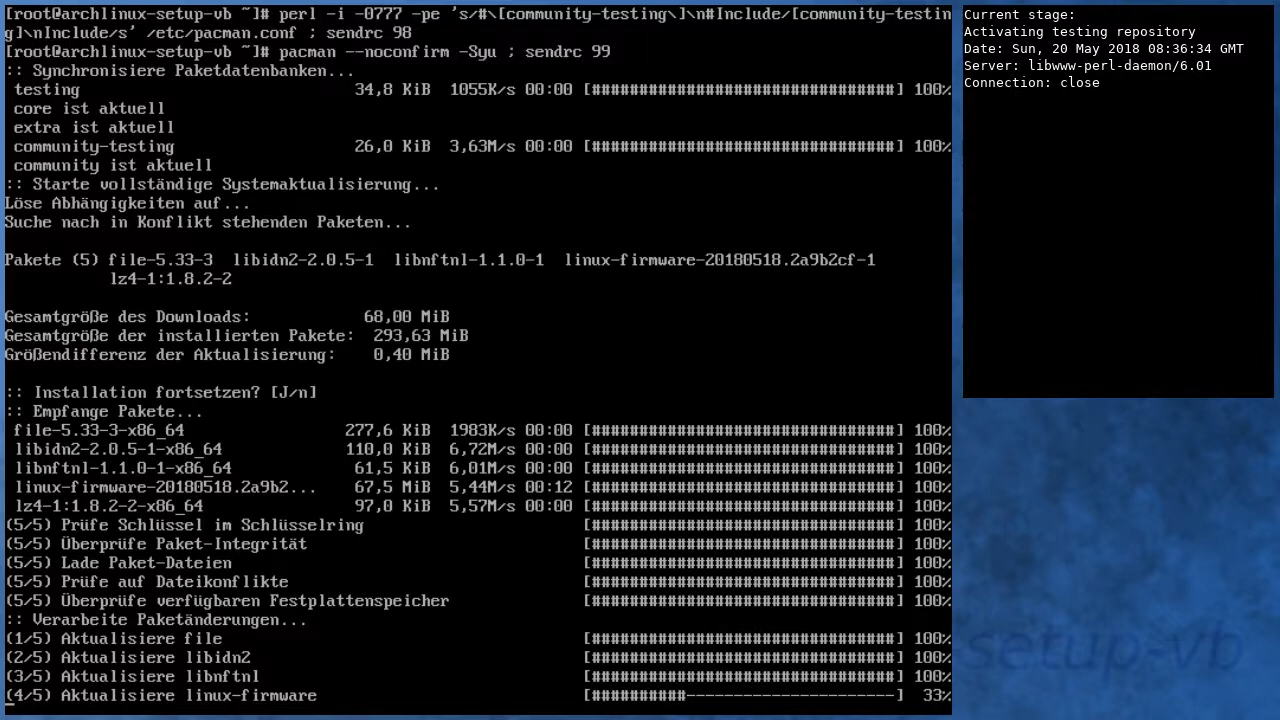 [root@archlinux-setup-vb ~]# perl -i -0777 -pe 's/#\[community-testing\]\n#Include/[community-testin
g]\nInclude/s' /etc/pacman.conf ; sendrc 98
[root@archlinux-setup-vb ~]# pacman --noconfirm -Syu ; sendrc 99
:: Synchronisiere Paketdatenbanken...
testing 34,8 KiB 1055K/s 00:00 [################################] 100%
core ist aktuell
extra ist aktuell
community-testing 26,0 KiB 3,63M/s 00:00 [################################] 100%
community ist aktuell
:: Starte vollständige Systemaktualisierung...
Löse Abhängigkeiten auf...
Suche nach in Konflikt stehenden Paketen...
Pakete (5) file-5.33-3 libidn2-2.0.5-1 libnftnl-1.1.0-1 linux-firmware-20180518.2a9b2cf-1
lz4-1:1.8.2-2
Gesamtgröße des Downloads: 68,00 MiB
Gesamtgröße der installierten Pakete: 293,63 MiB
Größendifferenz der Aktualisierung: 0,40 MiB
:: Installation fortsetzen? [J/n]
:: Empfange Pakete...
file-5.33-3-x86_64 277,6 KiB 1983K/s 00:00 [################################] 100%
libidn2-2.0.5-1-x86_64 110,0 KiB 6,72M/s 00:00 [################################] 100%
libnftnl-1.1.0-1-x86_64 61,5 KiB 6,01M/s 00:00 [################################] 100%
linux-firmware-20180518.2a9b2... 67,5 MiB 5,44M/s 00:12 [################################] 100%
lz4-1:1.8.2-2-x86_64 97,0 KiB 5,57M/s 00:00 [################################] 100%
(5/5) Prüfe Schlüssel im Schlüsselring [################################] 100%
(5/5) Überprüfe Paket-Integrität [################################] 100%
(5/5) Lade Paket-Dateien [################################] 100%
(5/5) Prüfe auf Dateikonflikte [################################] 100%
(5/5) Überprüfe verfügbaren Festplattenspeicher [################################] 100%
:: Verarbeite Paketänderungen...
(1/5) Aktualisiere file [################################] 100%
(2/5) Aktualisiere libidn2 [################################] 100%
(3/5) Aktualisiere libnftnl [################################] 100%
(4/5) Aktualisiere linux-firmware [##########----------------------] 33%
Current stage:
Activating testing repository
Date: Sun, 20 May 2018 08:36:34 GMT
Server: libwww-perl-daemon/6.01
Connection: close
setup-vb